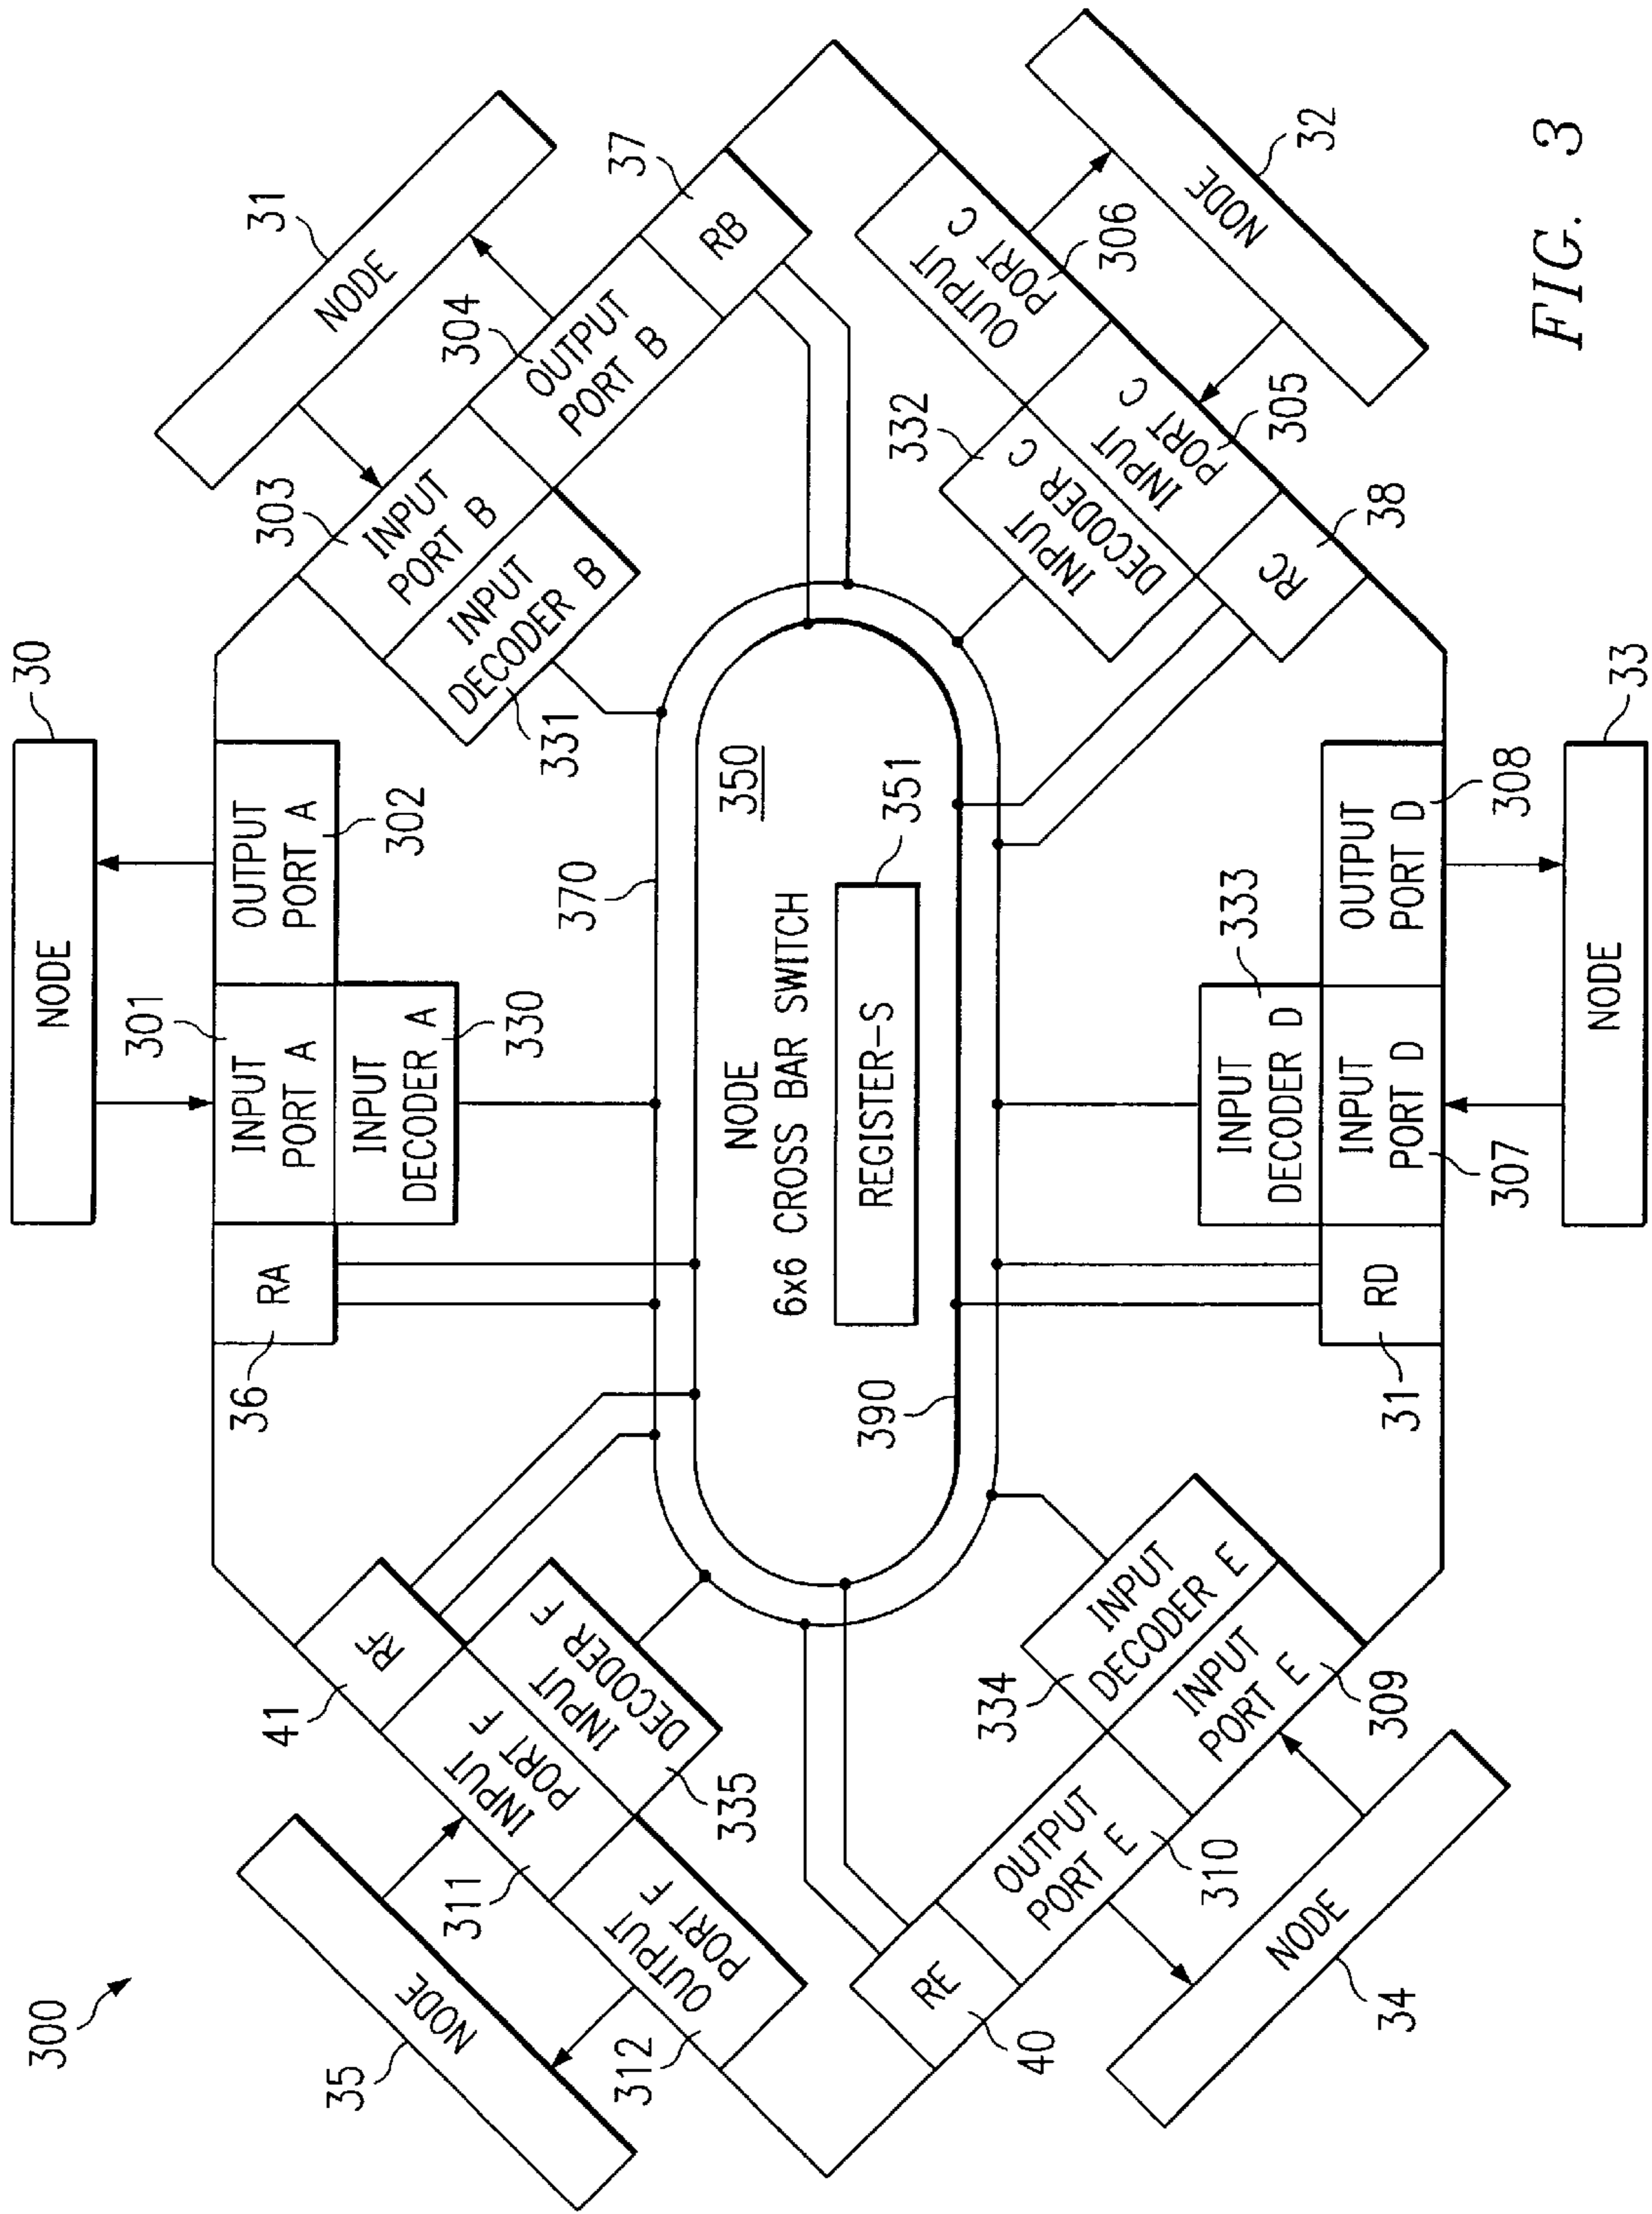 300
30
NODE
301
INPUT
PORT A
OUTPUT
PORT A
302
INPUT
DECODER A
330
RA
36
31
NODE
303
INPUT
PORT B
304
OUTPUT
PORT B
INPUT
DECODER B
331
RB
37
32
NODE
OUTPUT
PORT C
306
INPUT
PORT C
305
332
INPUT
DECODER C
RC
38
33
NODE
OUTPUT
PORT D
308
333
INPUT
DECODER D
INPUT
PORT D
307
RD
31
34
NODE
INPUT
DECODER E
334
INPUT
PORT E
309
OUTPUT
PORT E
310
RE
40
35
NODE
RF
41
INPUT
PORT F
311
INPUT
DECODER F
335
OUTPUT
PORT F
312
370
350
NODE
6x6 CROSS BAR SWITCH
REGISTER-S
351
390
FIG. 3